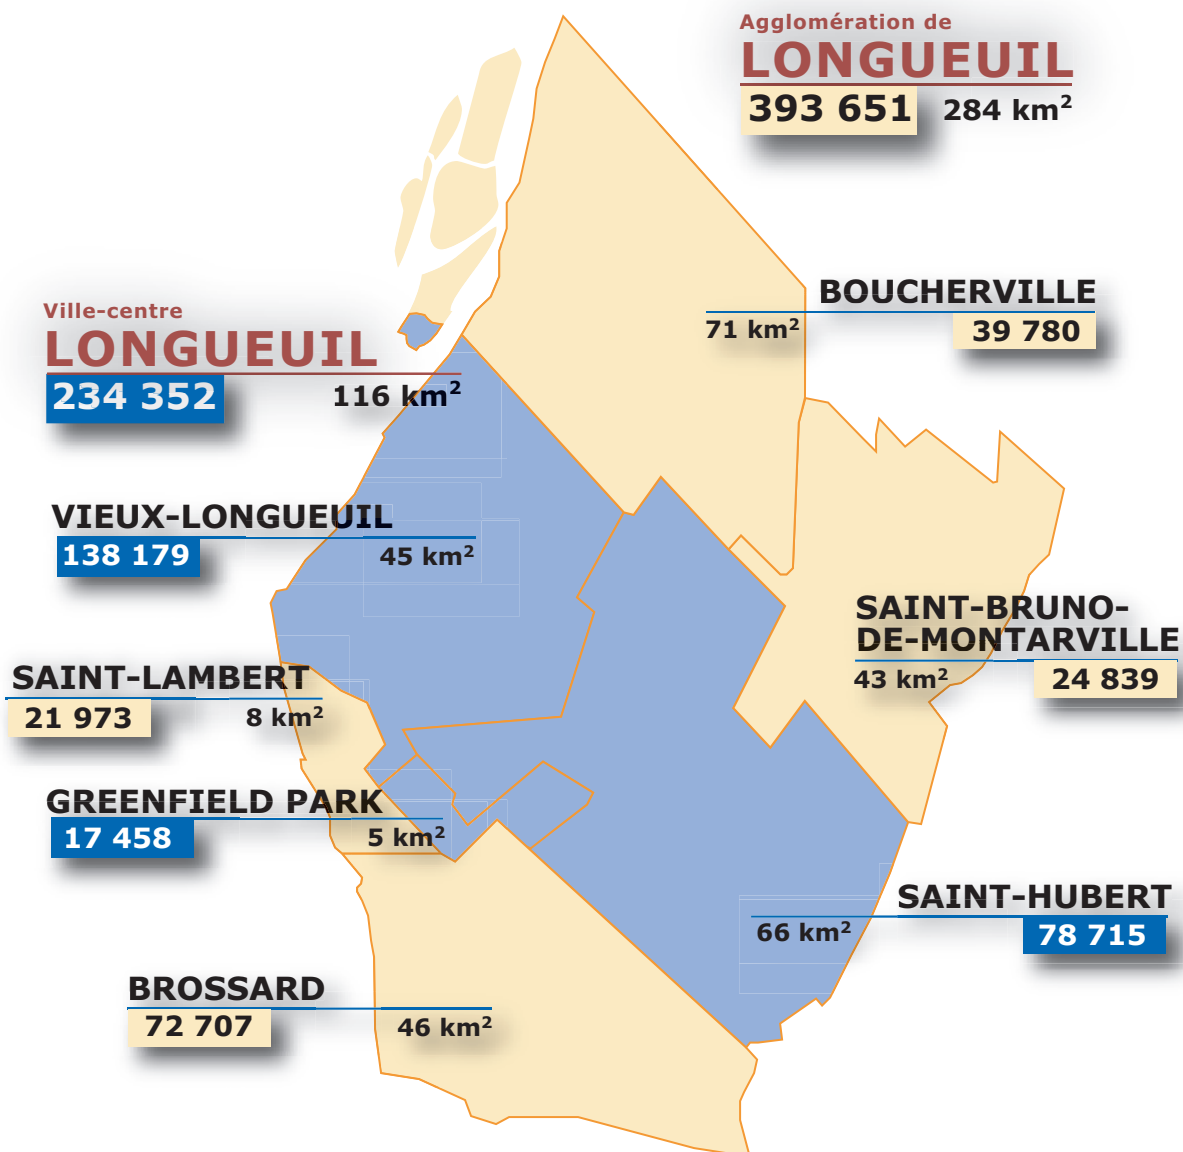 Agglomération de
LONGUEUIL
393 651 284 km²
BOUCHERVILLE
71 km² 39 780
Ville-centre
LONGUEUIL
234 352 116 km²
VIEUX-LONGUEUIL
138 179 45 km²
SAINT-BRUNO-
DE-MONTARVILLE
43 km² 24 839
SAINT-LAMBERT
21 973 8 km²
GREENFIELD PARK
17 458 5 km²
SAINT-HUBERT
66 km² 78 715
BROSSARD
72 707 46 km²